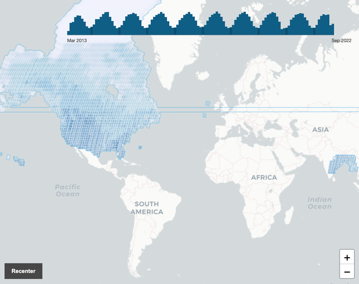 Mar 2013
Sep 2022
ASIA
Pacific
Ocean
AFRICA
Indian
Ocean
SOUTH
AMERICA
+
−
Recenter